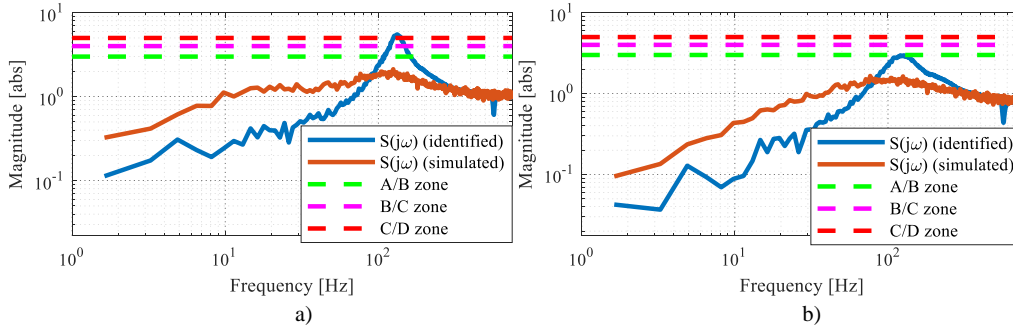 10^1
10^0
10^-1
Magnitude [abs]
S(jω) (identified)
S(jω) (simulated)
A/B zone
B/C zone
C/D zone
10^0
10^1
10^2
Frequency [Hz]
a)
10^1
10^0
10^-1
Magnitude [abs]
S(jω) (identified)
S(jω) (simulated)
A/B zone
B/C zone
C/D zone
10^0
10^1
10^2
Frequency [Hz]
b)